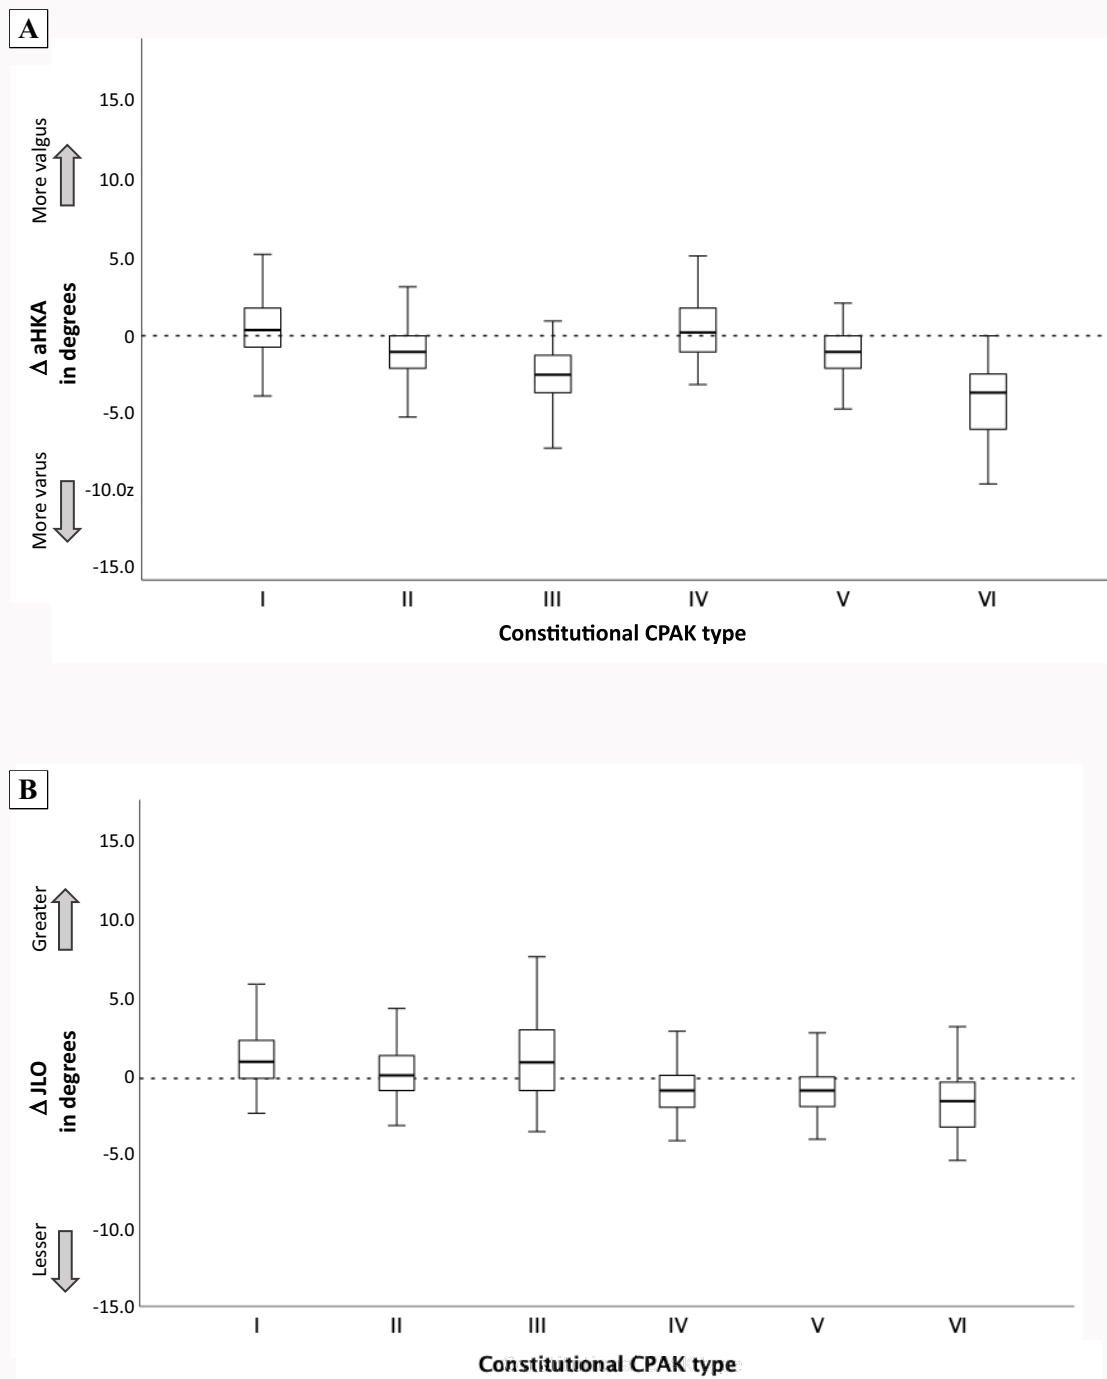 A
15.0
More valgus
10.0
5.0
Δ aHKA
in degrees
0
-5.0
More varus
-10.0z
-15.0
I II III IV V VI
Constitutional CPAK type
B
15.0
Greater
10.0
5.0
Δ JLO
in degrees
0
-5.0
-10.0
Lesser
-15.0
I II III IV V VI
Constitutional CPAK type